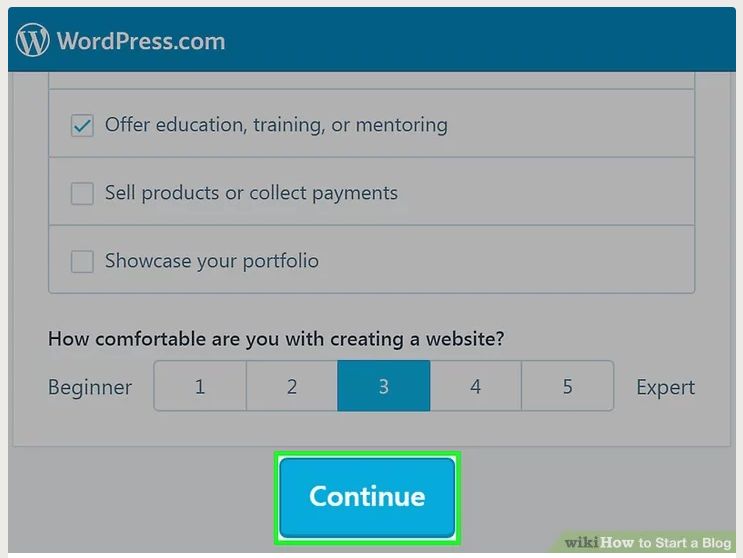 WordPress.com
Offer education, training, or mentoring
Sell products or collect payments
Showcase your portfolio
How comfortable are you with creating a website?
Beginner 1 2 3 4 5 Expert
Continue
wikiHow to Start a Blog